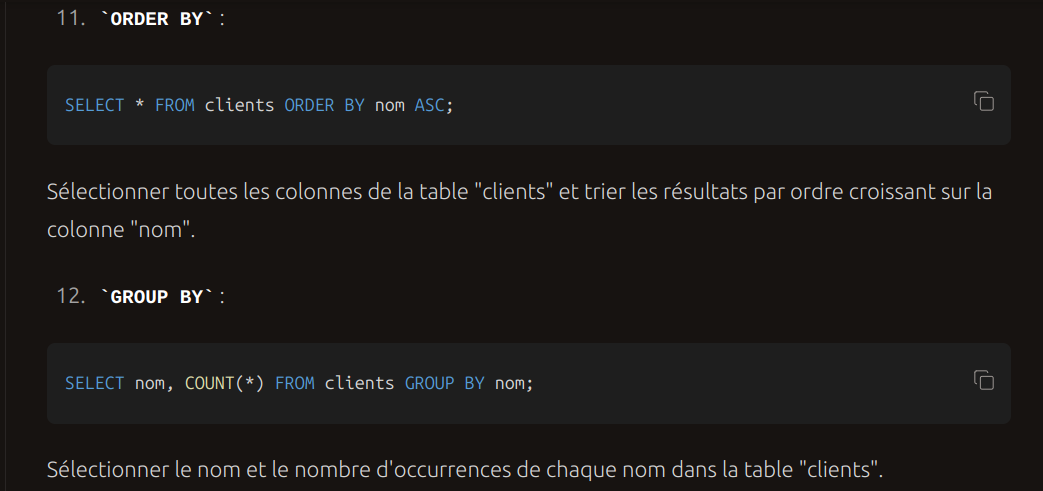 11. `ORDER BY` :
SELECT * FROM clients ORDER BY nom ASC;
Sélectionner toutes les colonnes de la table "clients" et trier les résultats par ordre croissant sur la
colonne "nom".
12. `GROUP BY` :
SELECT nom, COUNT(*) FROM clients GROUP BY nom;
Sélectionner le nom et le nombre d'occurrences de chaque nom dans la table "clients".